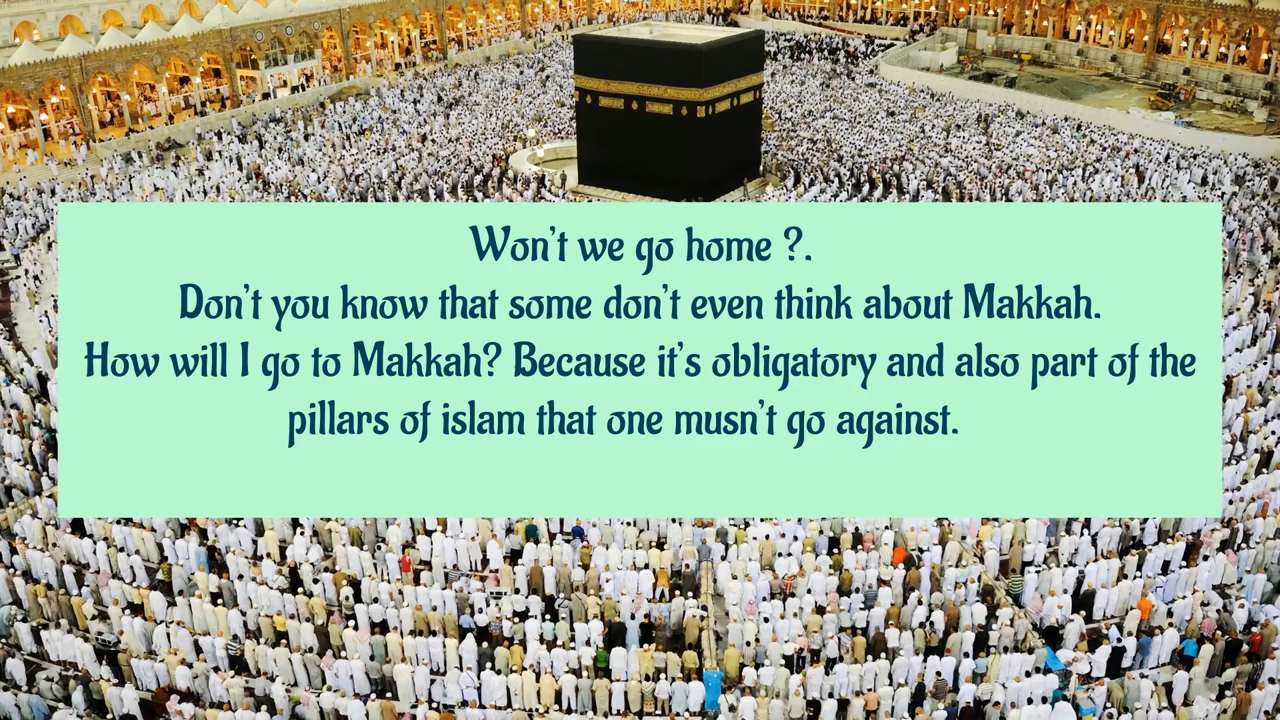 Won't we go home ?.
Don't you know that some don't even think about Makkah.
How will I go to Makkah? Because it's obligatory and also part of the
pillars of islam that one musn't go against.